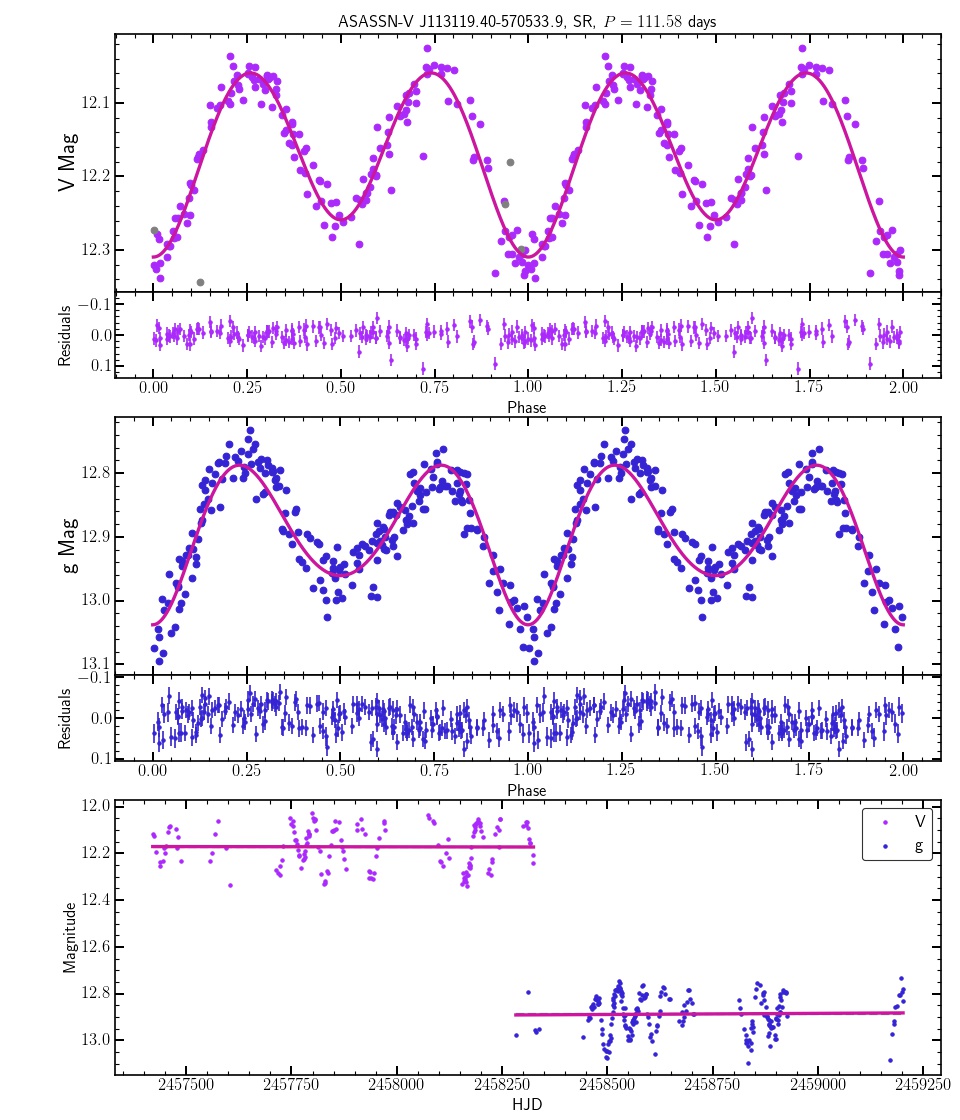 ASASSN-V J113119.40-570533.9, SR, P = 111.58 days
12.1
12.2
12.3
V Mag
−0.1
0.0
0.1
Residuals
0.00 0.25 0.50 0.75 1.00 1.25 1.50 1.75 2.00
Phase
12.8
12.9
13.0
13.1
g Mag
−0.1
0.0
0.1
Residuals
0.00 0.25 0.50 0.75 1.00 1.25 1.50 1.75 2.00
Phase
12.0
12.2
12.4
12.6
12.8
13.0
Magnitude
V
g
2457500 2457750 2458000 2458250 2458500 2458750 2459000 2459250
HJD